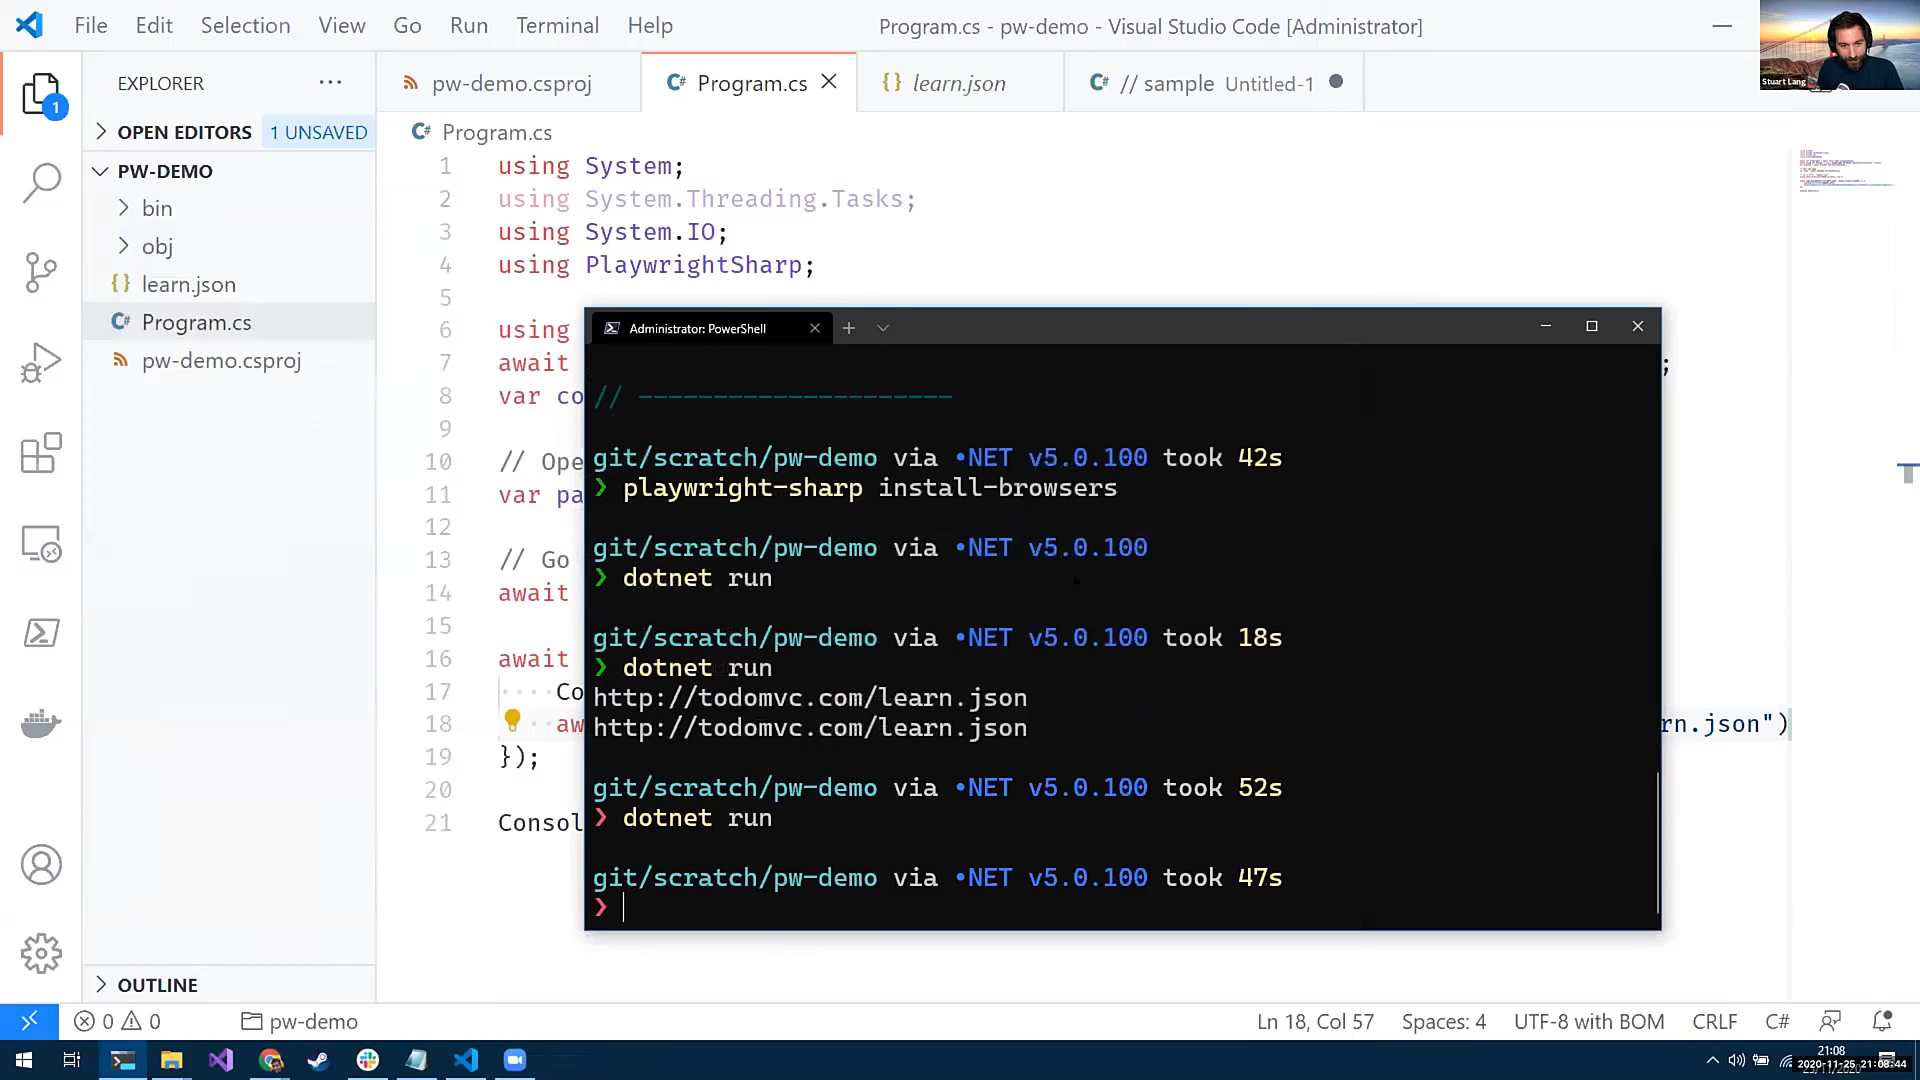 File Edit Selection View Go Run Terminal Help
Program.cs - pw-demo - Visual Studio Code [Administrator]
Stuart Lang
EXPLORER
pw-demo.csproj
Program.cs
learn.json
// sample Untitled-1
1
OPEN EDITORS 1 UNSAVED
Program.cs
PW-DEMO
bin
obj
learn.json
Program.cs
pw-demo.csproj
1 using System;
2 using System.Threading.Tasks;
3 using System.IO;
4 using PlaywrightSharp;
5
6 using
7 await ;
8 var co
9
10 // Ope
11 var pa
12
13 // Go
14 await
15
16 await
17 Co
18 aw rn.json")
19 });
20
21 Consol
Administrator: PowerShell
// ---------------------
git/scratch/pw-demo via •NET v5.0.100 took 42s
❯ playwright-sharp install-browsers
git/scratch/pw-demo via •NET v5.0.100
❯ dotnet run
git/scratch/pw-demo via •NET v5.0.100 took 18s
❯ dotnet run
http://todomvc.com/learn.json
http://todomvc.com/learn.json
git/scratch/pw-demo via •NET v5.0.100 took 52s
❯ dotnet run
git/scratch/pw-demo via •NET v5.0.100 took 47s
❯
OUTLINE
0 0 pw-demo
Ln 18, Col 57 Spaces: 4 UTF-8 with BOM CRLF C#
21:08
2020-11-25 21:08:44